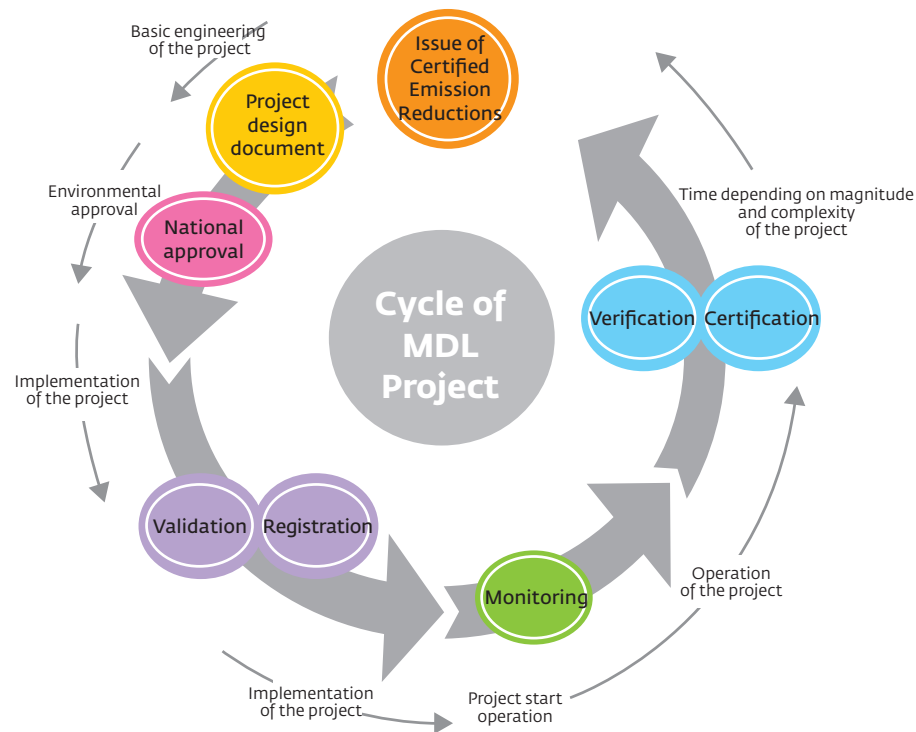 Basic engineering
of the project
Project
design
document
Issue of
Certified
Emission
Reductions
Environmental
approval
National
approval
Time depending on magnitude
and complexity
of the project
Cycle of
MDL
Project
Verification
Certification
Implementation
of the project
Validation
Registration
Monitoring
Operation
of the project
Implementation
of the project
Project start
operation